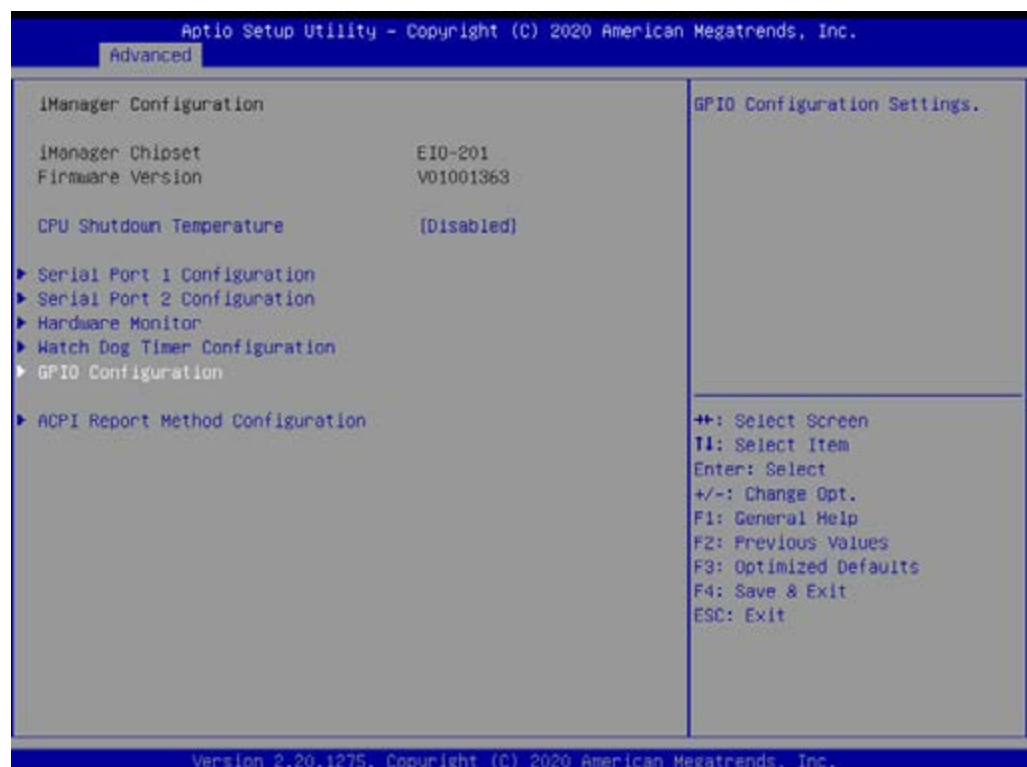 Aptio Setup Utility – Copyright (C) 2020 American Megatrends, Inc.
Advanced
iManager Configuration
iManager Chipset EIO-201
Firmware Version V01001363
CPU Shutdown Temperature [Disabled]
▶ Serial Port 1 Configuration
▶ Serial Port 2 Configuration
▶ Hardware Monitor
▶ Watch Dog Timer Configuration
▶ GPIO Configuration
▶ ACPI Report Method Configuration
GPIO Configuration Settings.
→←: Select Screen
↑↓: Select Item
Enter: Select
+/-: Change Opt.
F1: General Help
F2: Previous Values
F3: Optimized Defaults
F4: Save & Exit
ESC: Exit
Version 2.20.1275. Copyright (C) 2020 American Megatrends, Inc.